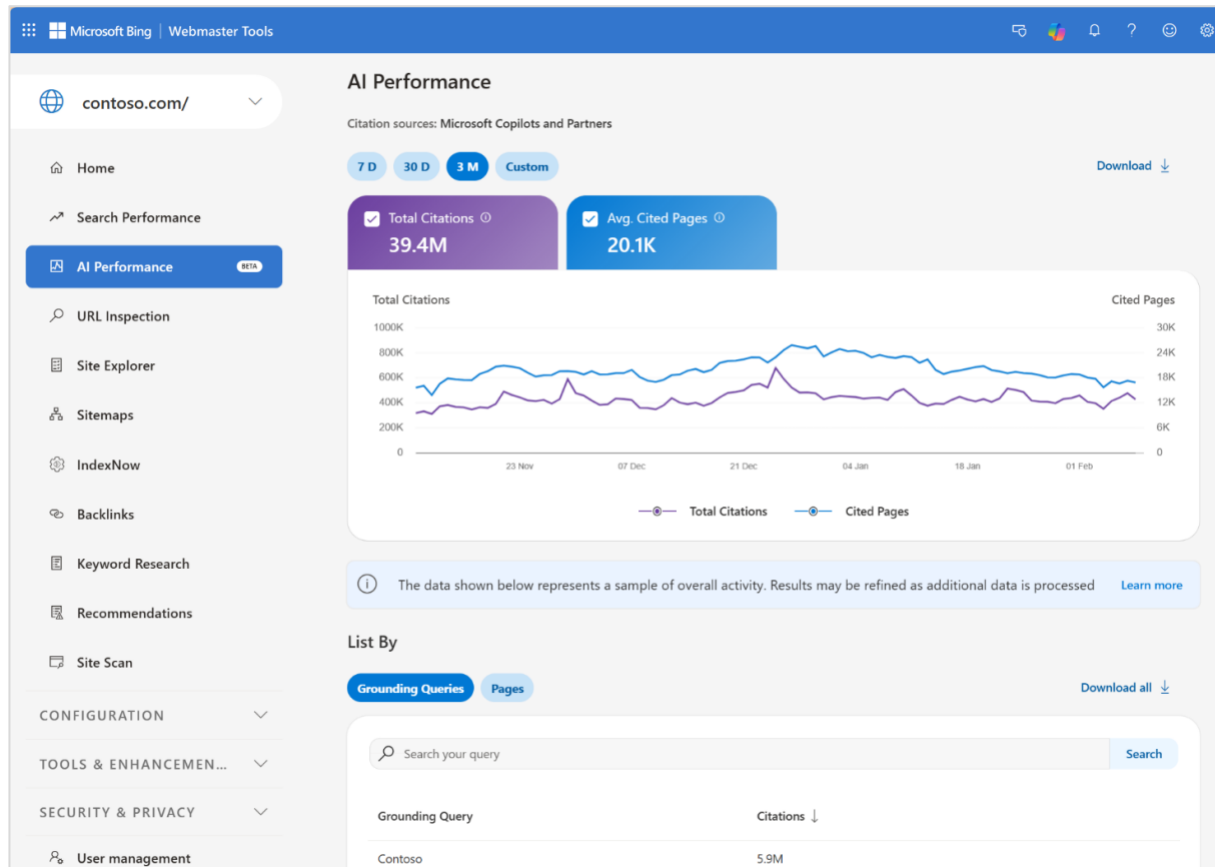 Microsoft Bing | Webmaster Tools
contoso.com/
Home
Search Performance
AI Performance BETA
URL Inspection
Site Explorer
Sitemaps
IndexNow
Backlinks
Keyword Research
Recommendations
Site Scan
CONFIGURATION
TOOLS & ENHANCEMEN...
SECURITY & PRIVACY
User management
AI Performance
Citation sources: Microsoft Copilots and Partners
7 D 30 D 3 M Custom
Download
Total Citations
39.4M
Avg. Cited Pages
20.1K
Total Citations Cited Pages
1000K 30K
800K 24K
600K 18K
400K 12K
200K 6K
0 0
23 Nov 07 Dec 21 Dec 04 Jan 18 Jan 01 Feb
Total Citations Cited Pages
The data shown below represents a sample of overall activity. Results may be refined as additional data is processed Learn more
List By
Grounding Queries Pages
Download all
Search your query Search
Grounding Query Citations
Contoso 5.9M